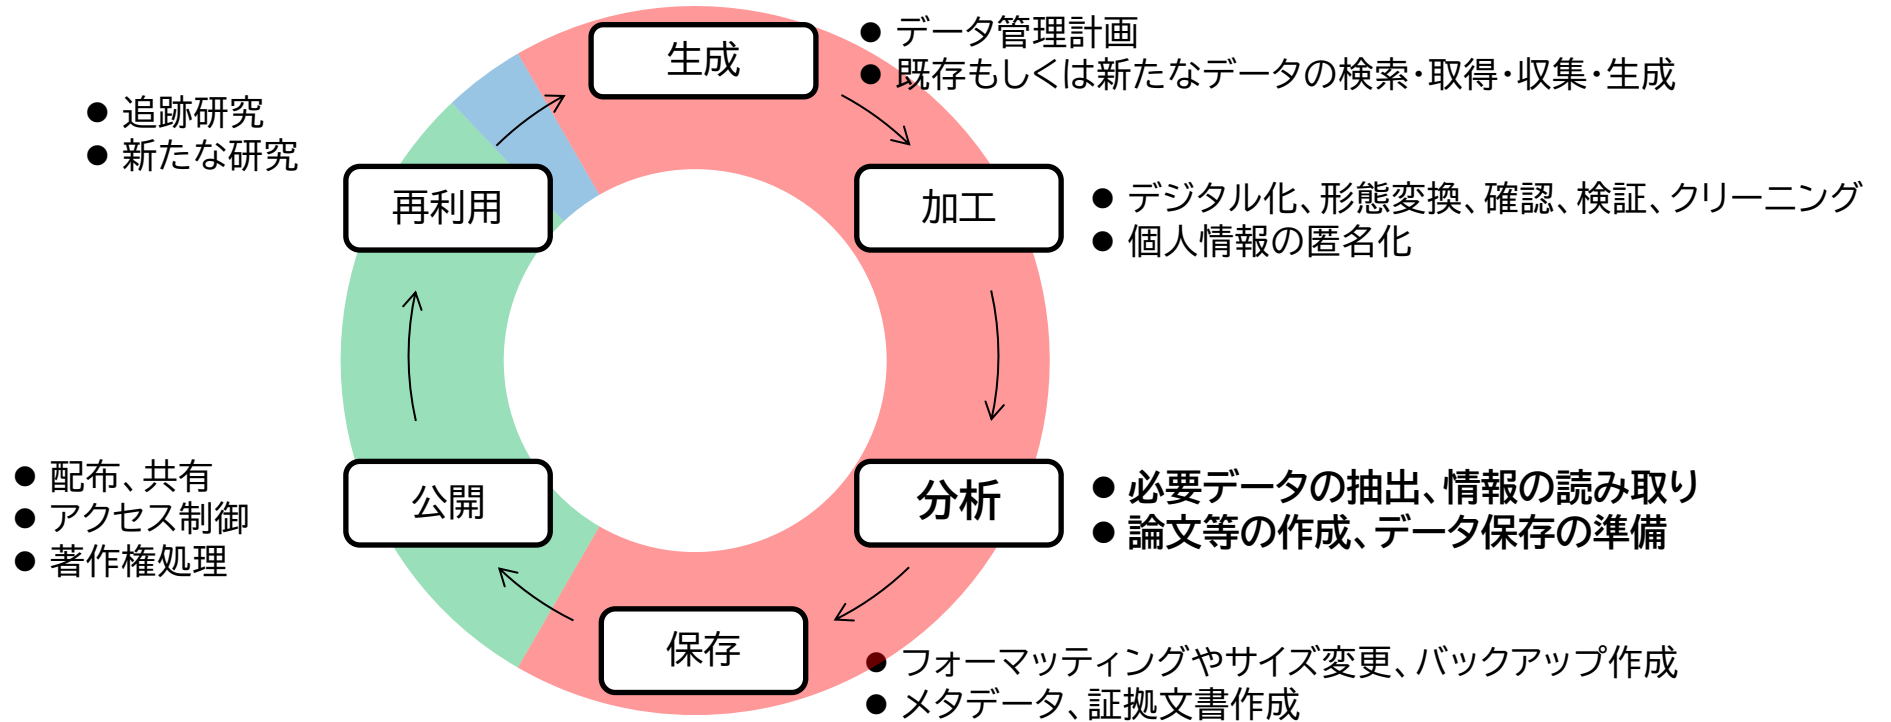 生成
● データ管理計画
● 既存もしくは新たなデータの検索・取得・収集・生成
加工
● デジタル化、形態変換、確認、検証、クリーニング
● 個人情報の匿名化
分析
● 必要データの抽出、情報の読み取り
● 論文等の作成、データ保存の準備
保存
● フォーマッティングやサイズ変更、バックアップ作成
● メタデータ、証拠文書作成
公開
● 配布、共有
● アクセス制御
● 著作権処理
再利用
● 追跡研究
● 新たな研究